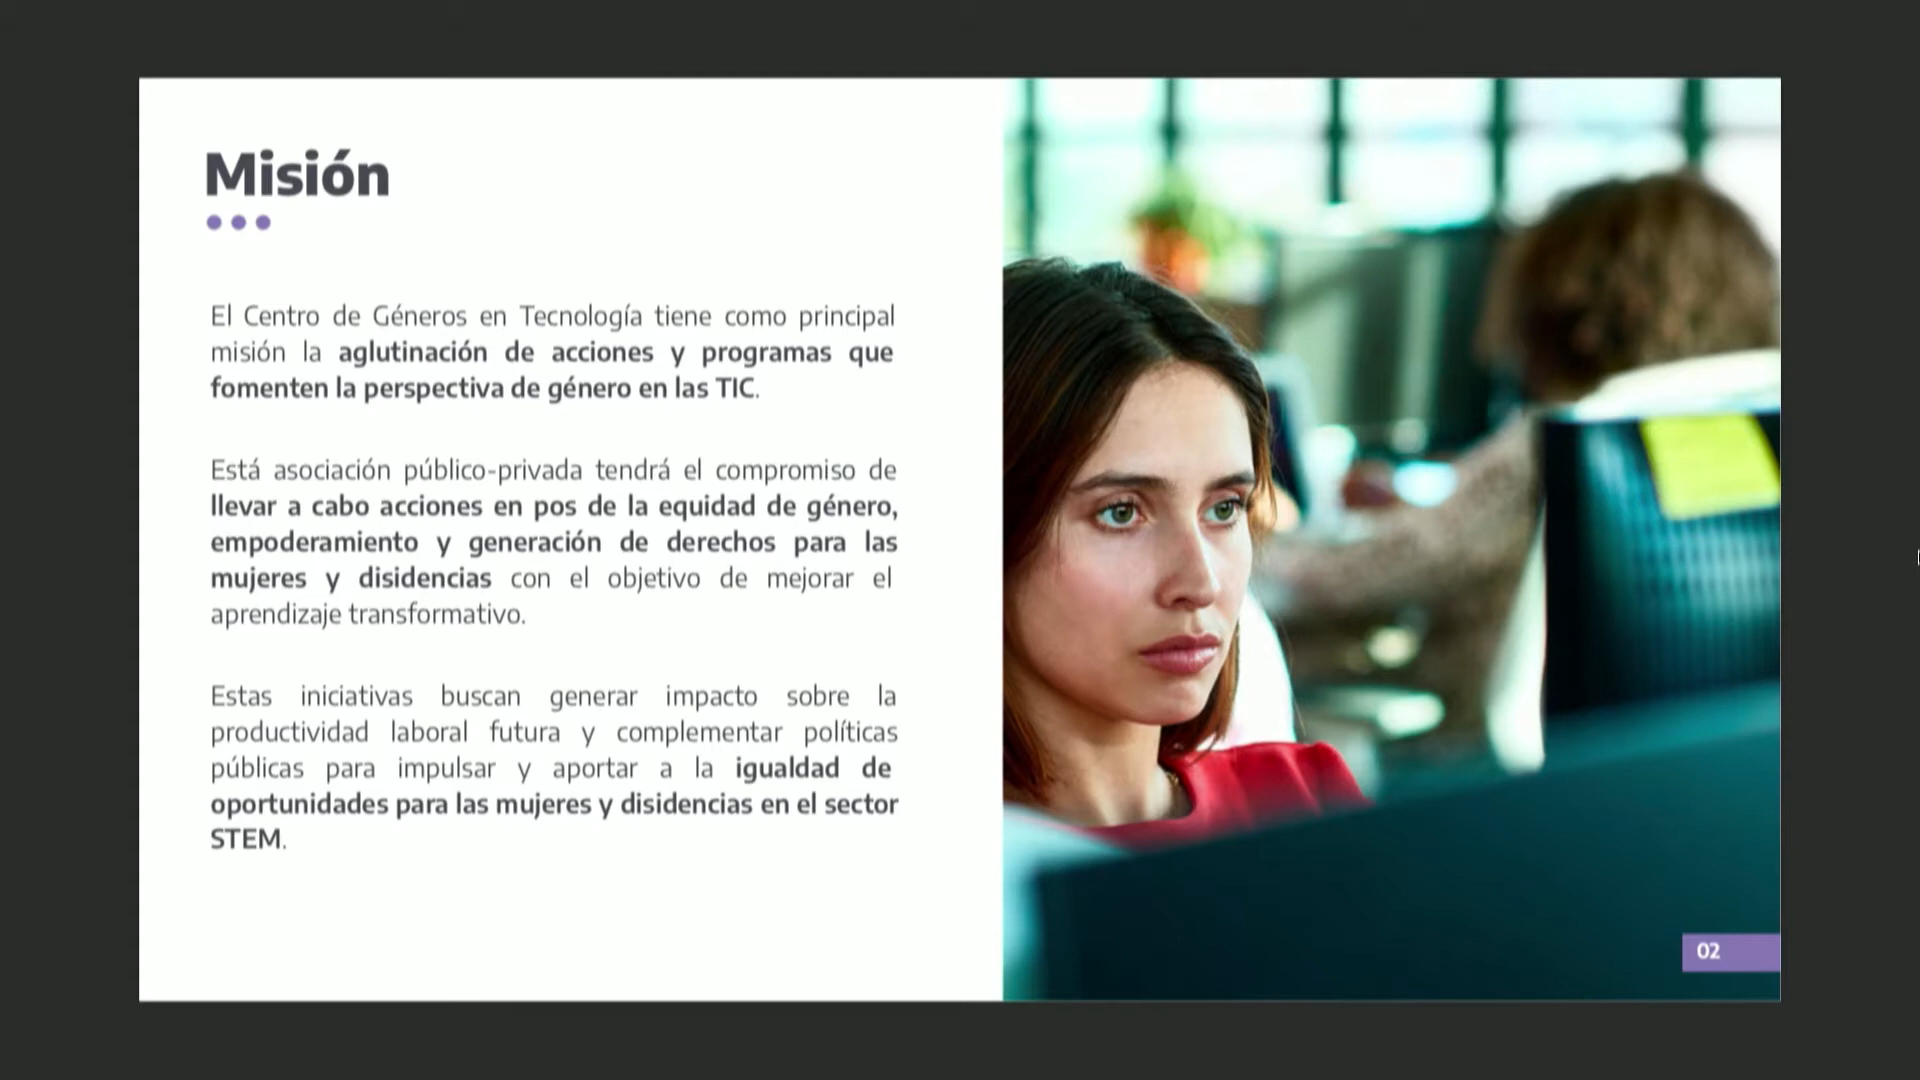 Misión
El Centro de Géneros en Tecnología tiene como principal
misión la aglutinación de acciones y programas que
fomenten la perspectiva de género en las TIC.
Está asociación público-privada tendrá el compromiso de
llevar a cabo acciones en pos de la equidad de género,
empoderamiento y generación de derechos para las
mujeres y disidencias con el objetivo de mejorar el
aprendizaje transformativo.
Estas iniciativas buscan generar impacto sobre la
productividad laboral futura y complementar políticas
públicas para impulsar y aportar a la igualdad de
oportunidades para las mujeres y disidencias en el sector
STEM.
02